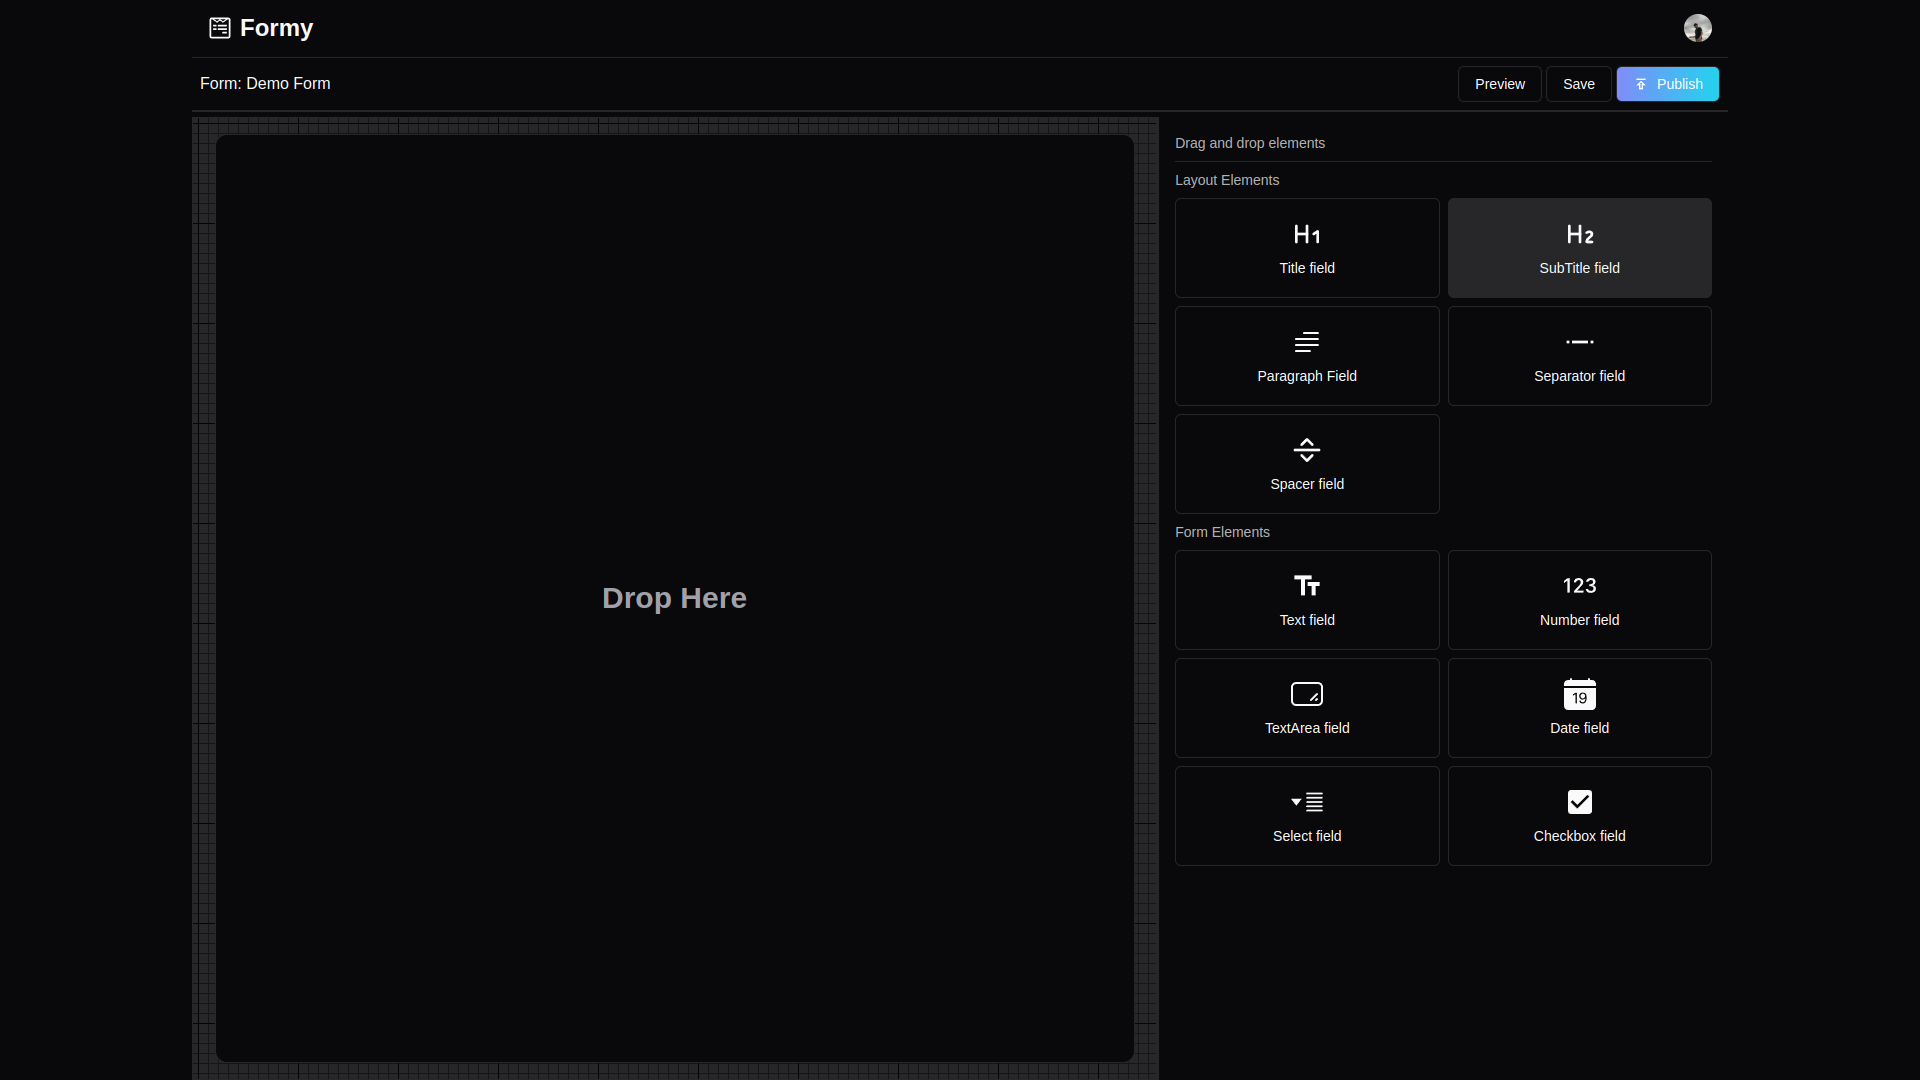 Formy
Form: Demo Form
Preview
Save
Publish
Drop Here
Drag and drop elements
Layout Elements
H1
Title field
H2
SubTitle field
Paragraph Field
Separator field
Spacer field
Form Elements
TT
Text field
123
Number field
TextArea field
19
Date field
Select field
Checkbox field